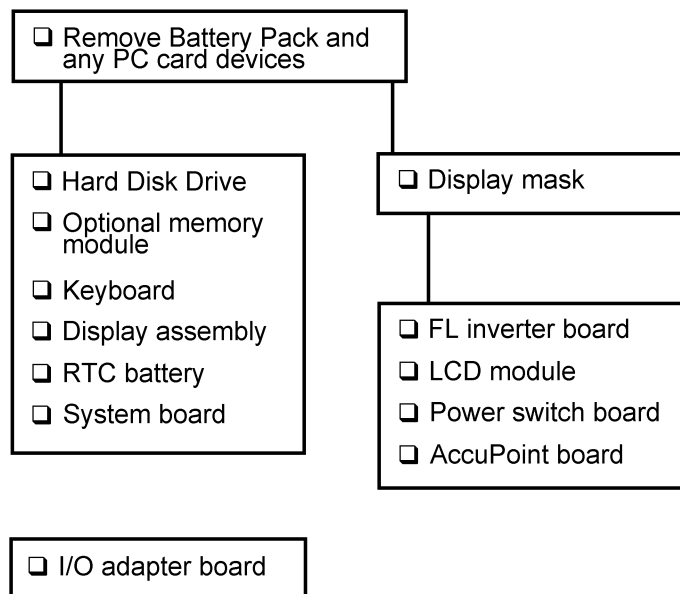 ❑ Remove Battery Pack and
any PC card devices
❑ Hard Disk Drive
❑ Optional memory
module
❑ Keyboard
❑ Display assembly
❑ RTC battery
❑ System board
❑ Display mask
❑ FL inverter board
❑ LCD module
❑ Power switch board
❑ AccuPoint board
❑ I/O adapter board